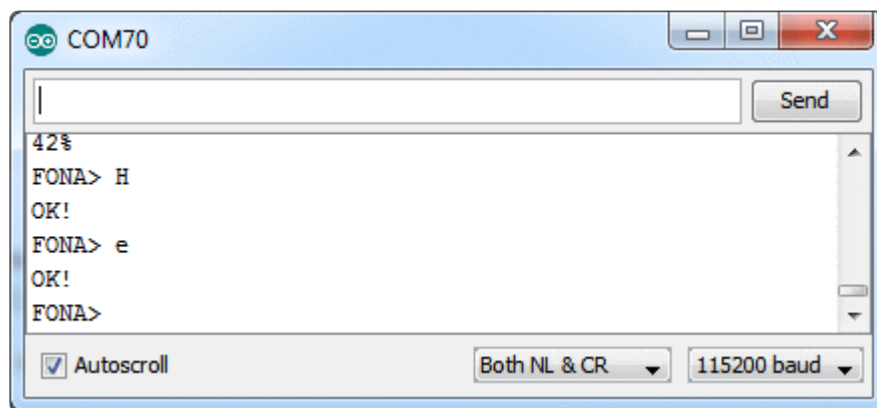 COM70
Send
42%
FONA> H
OK!
FONA> e
OK!
FONA>
Autoscroll
Both NL & CR
115200 baud